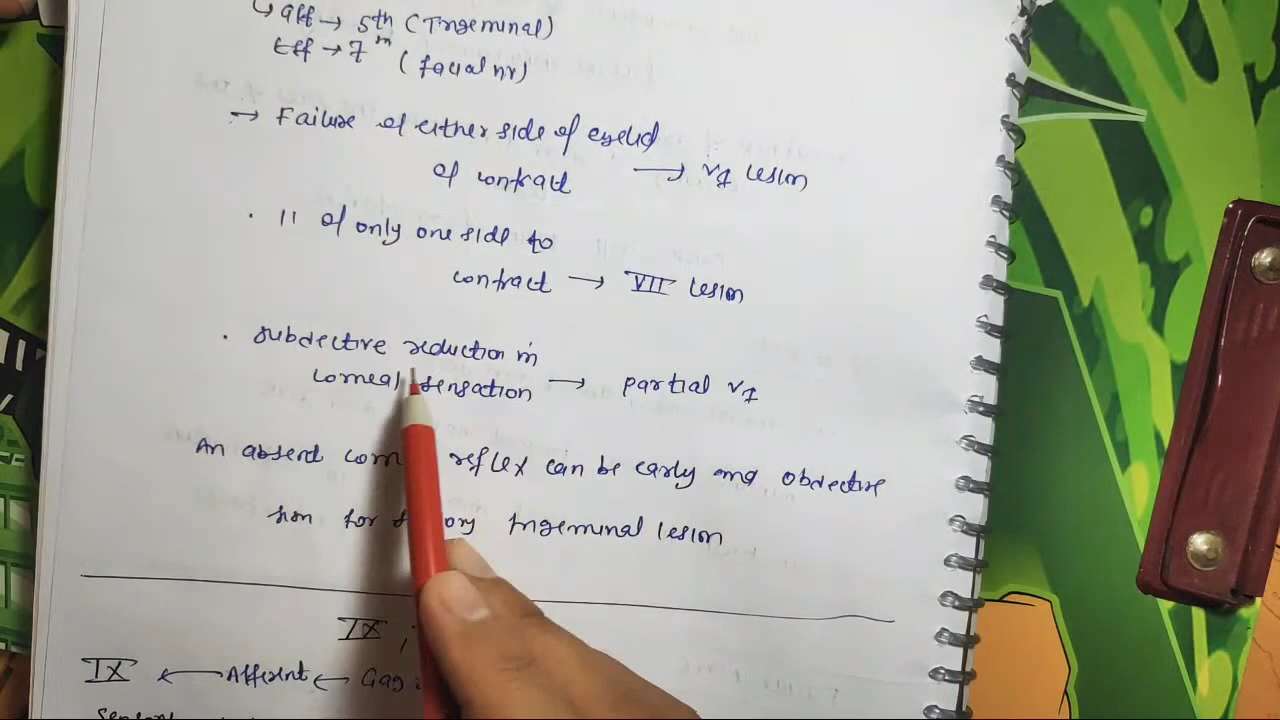 ↳ aff → 5th (Trigeminal)
Eff → 7th (facial nr)
→ Failure of either side of eyelid
of contract → V1 lesion
. 11 of only one side to
contract → VII lesion
. subjective reduction in
corneal sensation → partial V1
An absent reflex can be early and objective
sign for trigeminal lesion
IX
IX ← Afferent ← Gag